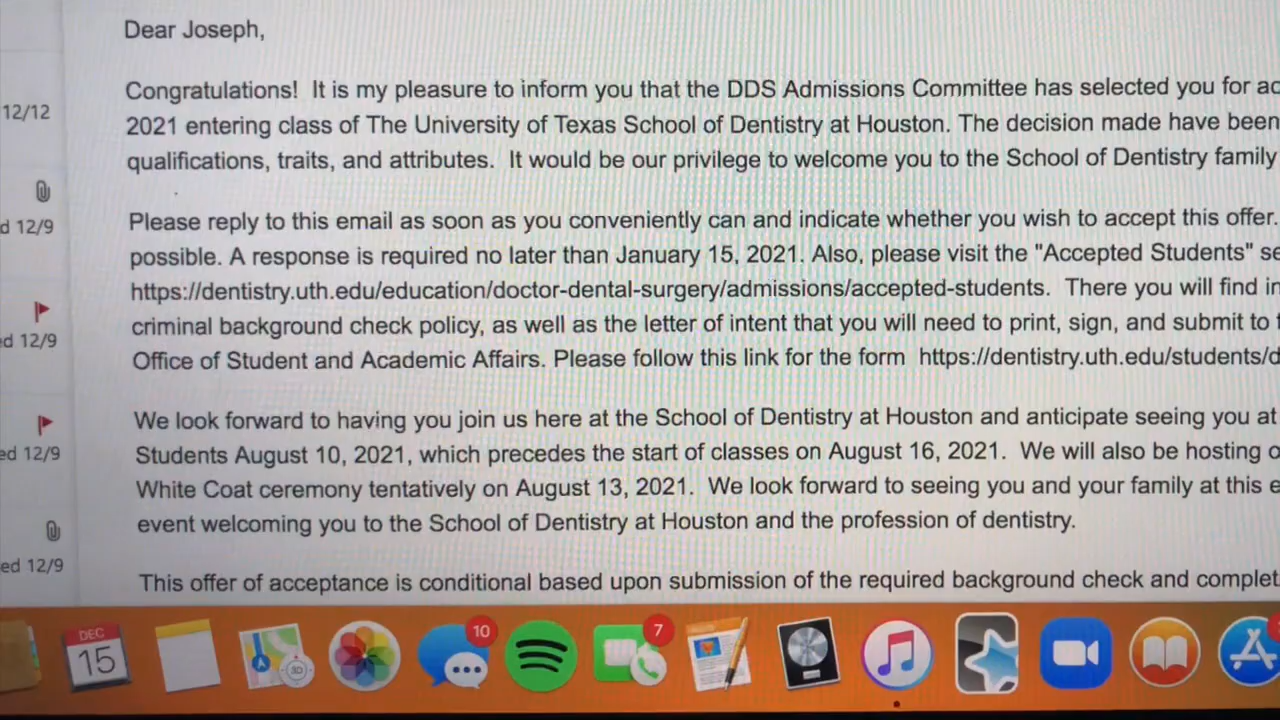 Dear Joseph,
12/12
Congratulations! It is my pleasure to inform you that the DDS Admissions Committee has selected you for ac
2021 entering class of The University of Texas School of Dentistry at Houston. The decision made have been
qualifications, traits, and attributes. It would be our privilege to welcome you to the School of Dentistry family
d 12/9
Please reply to this email as soon as you conveniently can and indicate whether you wish to accept this offer.
possible. A response is required no later than January 15, 2021. Also, please visit the "Accepted Students" se
https://dentistry.uth.edu/education/doctor-dental-surgery/admissions/accepted-students. There you will find in
criminal background check policy, as well as the letter of intent that you will need to print, sign, and submit to t
ed 12/9
Office of Student and Academic Affairs. Please follow this link for the form https://dentistry.uth.edu/students/d
We look forward to having you join us here at the School of Dentistry at Houston and anticipate seeing you at
ed 12/9
Students August 10, 2021, which precedes the start of classes on August 16, 2021. We will also be hosting o
White Coat ceremony tentatively on August 13, 2021. We look forward to seeing you and your family at this e
event welcoming you to the School of Dentistry at Houston and the profession of dentistry.
ed 12/9
This offer of acceptance is conditional based upon submission of the required background check and complet
DEC
15
3D
10
7